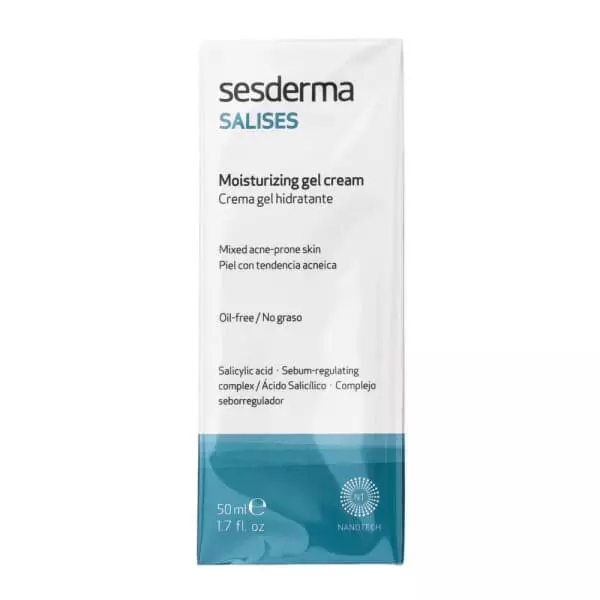 sesderma
SALISES
Moisturizing gel cream
Crema gel hidratante
Mixed acne-prone skin
Piel con tendencia acneica
Oil-free / No graso
Salicylic acid · Sebum-regulating
complex / Ácido Salicílico · Complejo
seborregulador
50 ml ℮
1.7 fl. oz
NT
NANOTECH